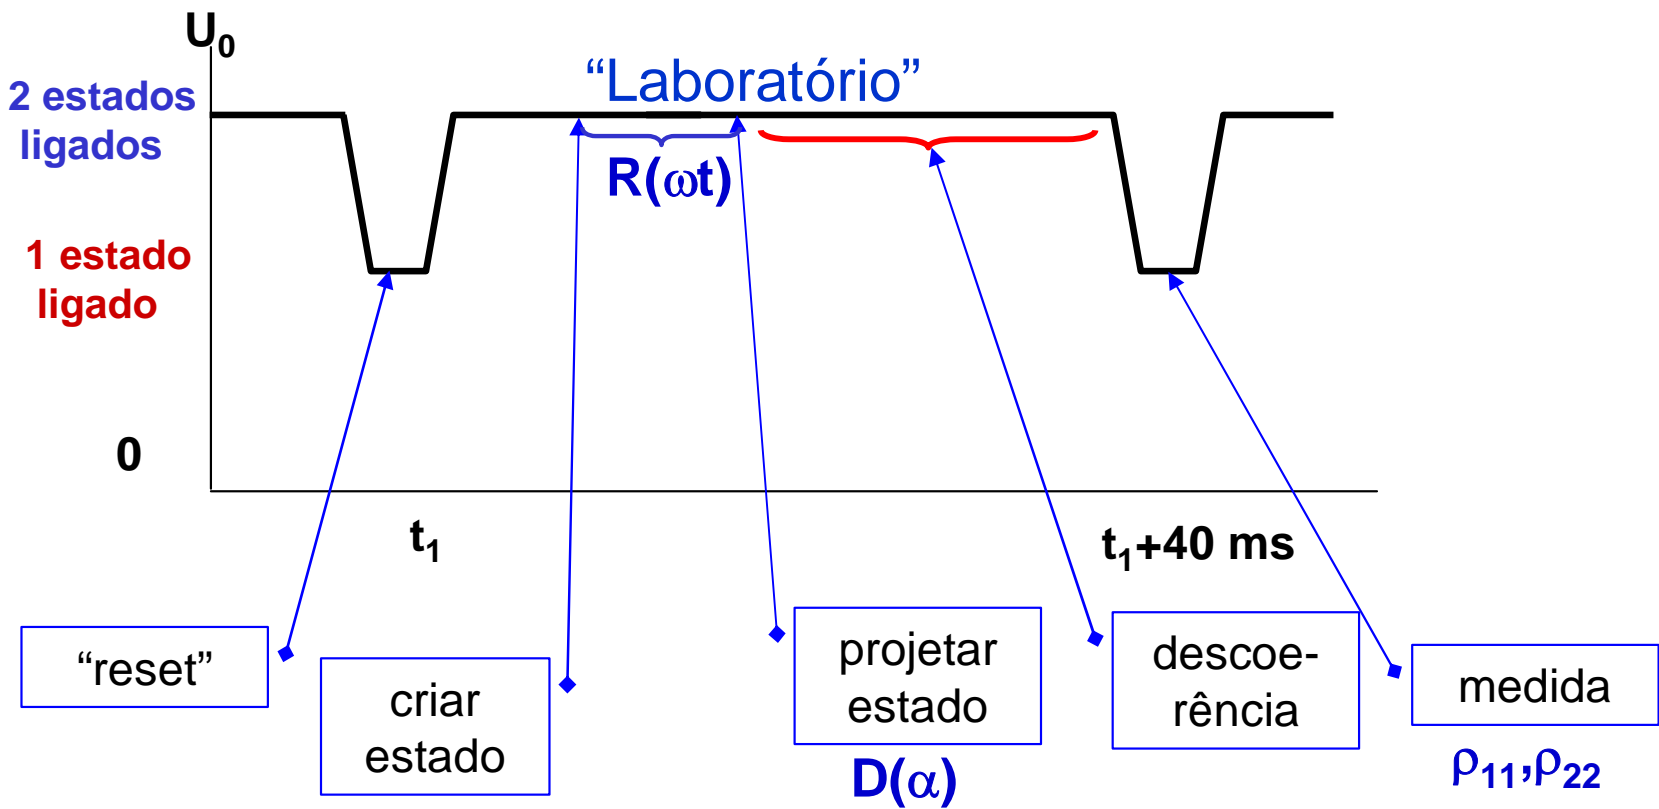 U₀
“Laboratório”
2 estados
ligados
R(ωt)
1 estado
ligado
0
t₁
t₁+40 ms
“reset”
criar
estado
projetar
estado
D(α)
descoe-
rência
medida
ρ₁₁,ρ₂₂